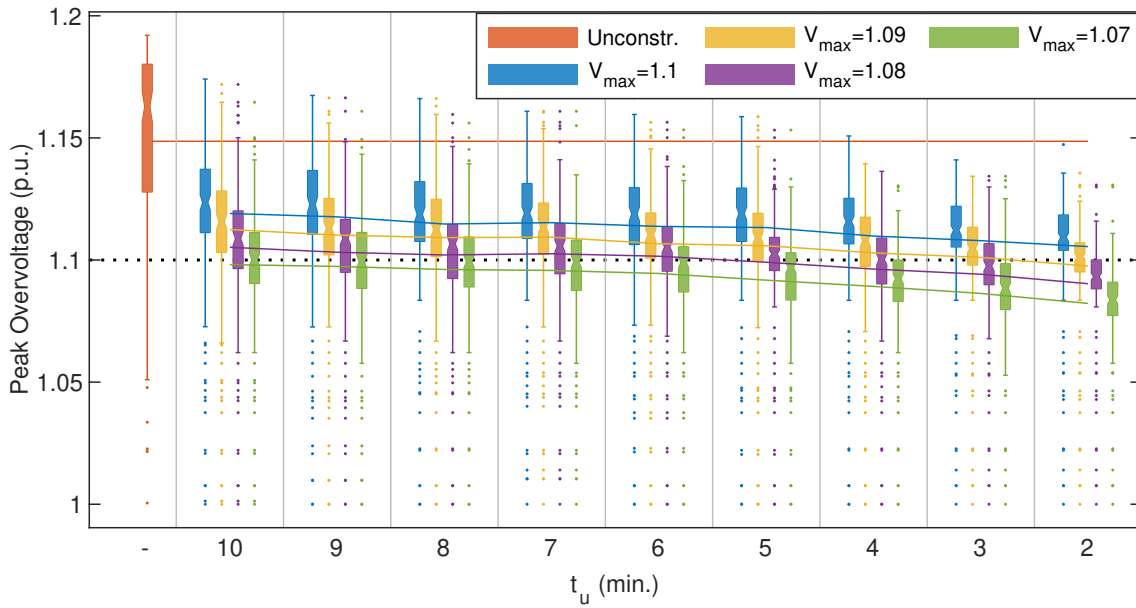 1.2
Unconstr.
V_max=1.09
V_max=1.07
V_max=1.1
V_max=1.08
1.15
1.10
1.05
1
Peak Overvoltage (p.u.)
- 10 9 8 7 6 5 4 3 2
t_u (min.)